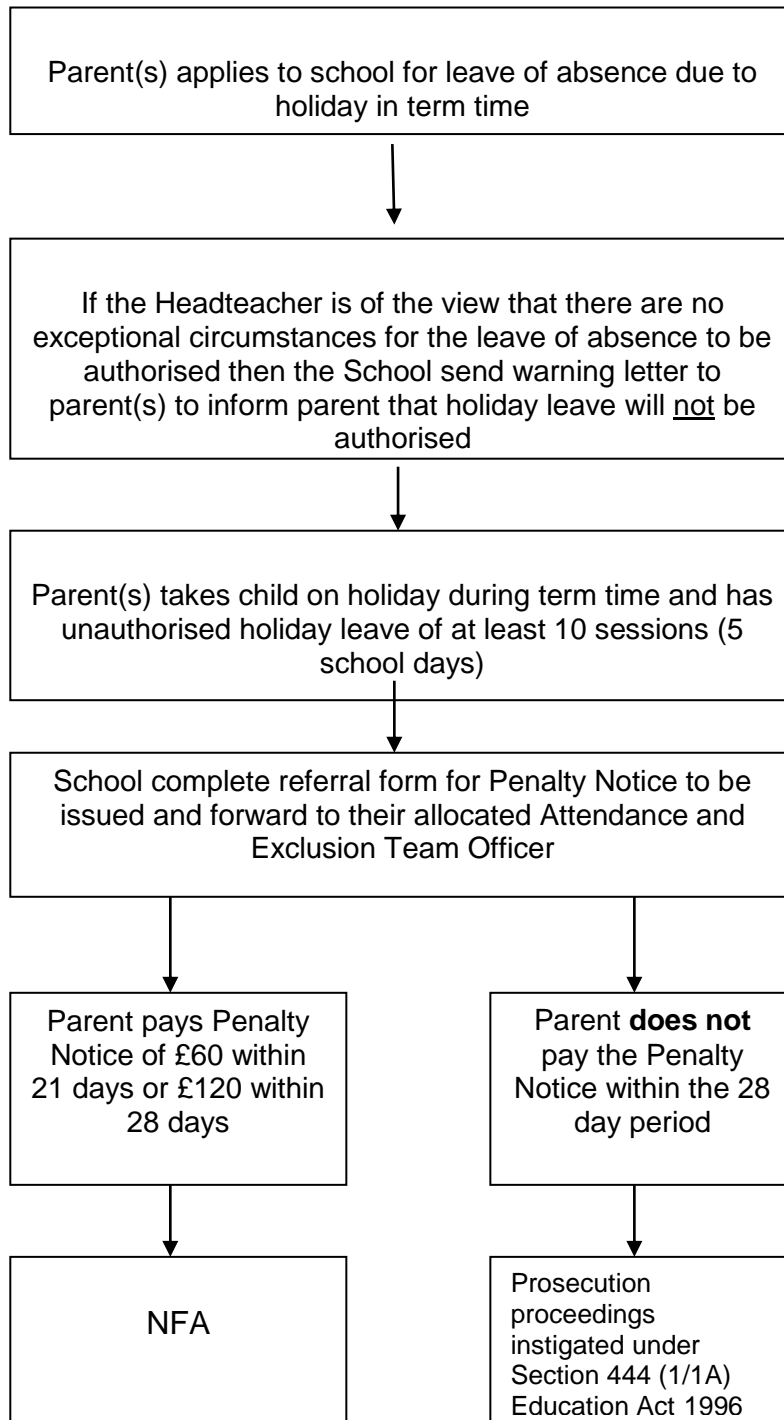 Parent(s) applies to school for leave of absence due to
holiday in term time
If the Headteacher is of the view that there are no
exceptional circumstances for the leave of absence to be
authorised then the School send warning letter to
parent(s) to inform parent that holiday leave will not be
authorised
Parent(s) takes child on holiday during term time and has
unauthorised holiday leave of at least 10 sessions (5
school days)
School complete referral form for Penalty Notice to be
issued and forward to their allocated Attendance and
Exclusion Team Officer
Parent pays Penalty
Notice of £60 within
21 days or £120 within
28 days
Parent does not
pay the Penalty
Notice within the 28
day period
NFA
Prosecution
proceedings
instigated under
Section 444 (1/1A)
Education Act 1996